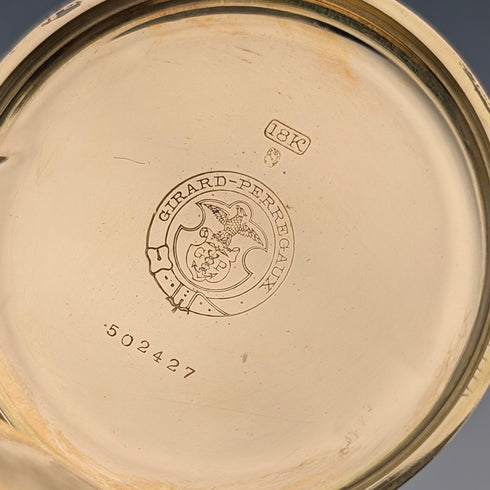 18K
GIRARD-PERREGAUX
G P
502427